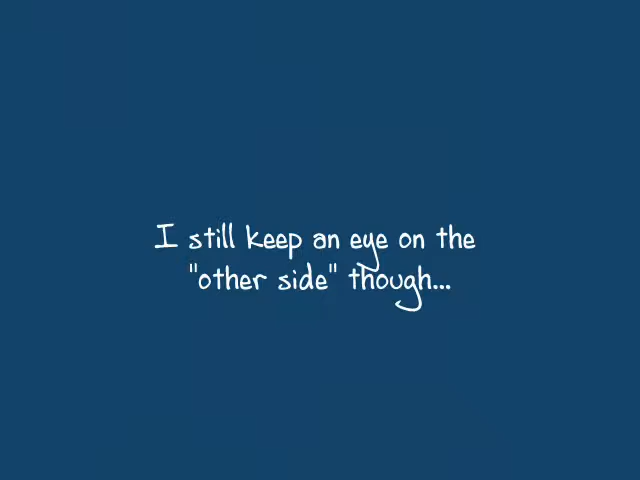 I still keep an eye on the
"other side" though...